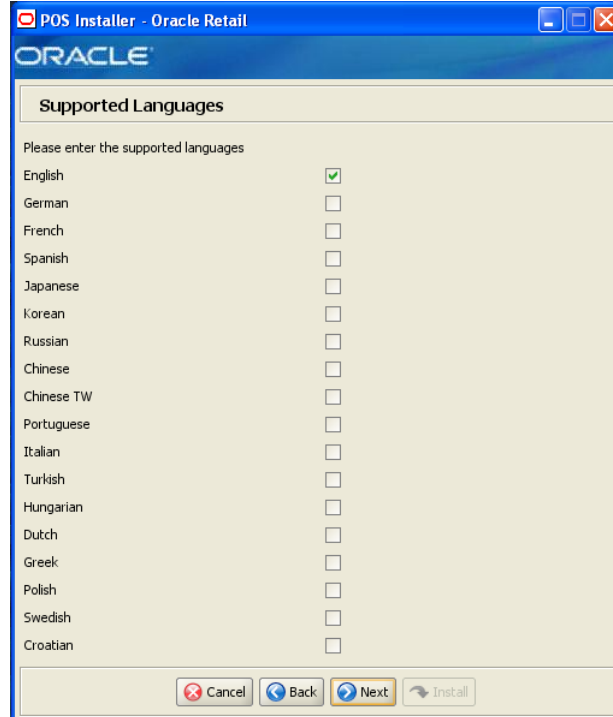 POS Installer - Oracle Retail
ORACLE
Supported Languages
Please enter the supported languages
English
German
French
Spanish
Japanese
Korean
Russian
Chinese
Chinese TW
Portuguese
Italian
Turkish
Hungarian
Dutch
Greek
Polish
Swedish
Croatian
Cancel Back Next Install